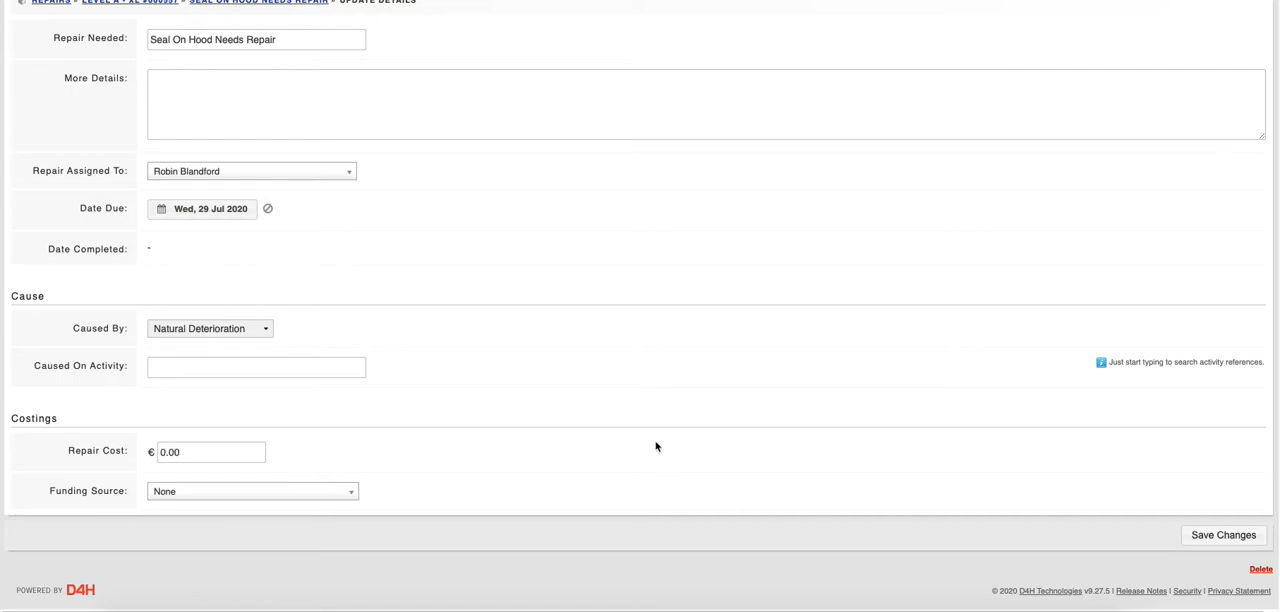 REPAIRS » LEVEL A - XL #000557 » SEAL ON HOOD NEEDS REPAIR » UPDATE DETAILS
Repair Needed: Seal On Hood Needs Repair
More Details:
Repair Assigned To: Robin Blandford
Date Due: Wed, 29 Jul 2020
Date Completed: -
Cause
Caused By: Natural Deterioration
Caused On Activity:
Just start typing to search activity references.
Costings
Repair Cost: € 0.00
Funding Source: None
Save Changes
Delete
POWERED BY D4H
© 2020 D4H Technologies v9.27.5 | Release Notes | Security | Privacy Statement